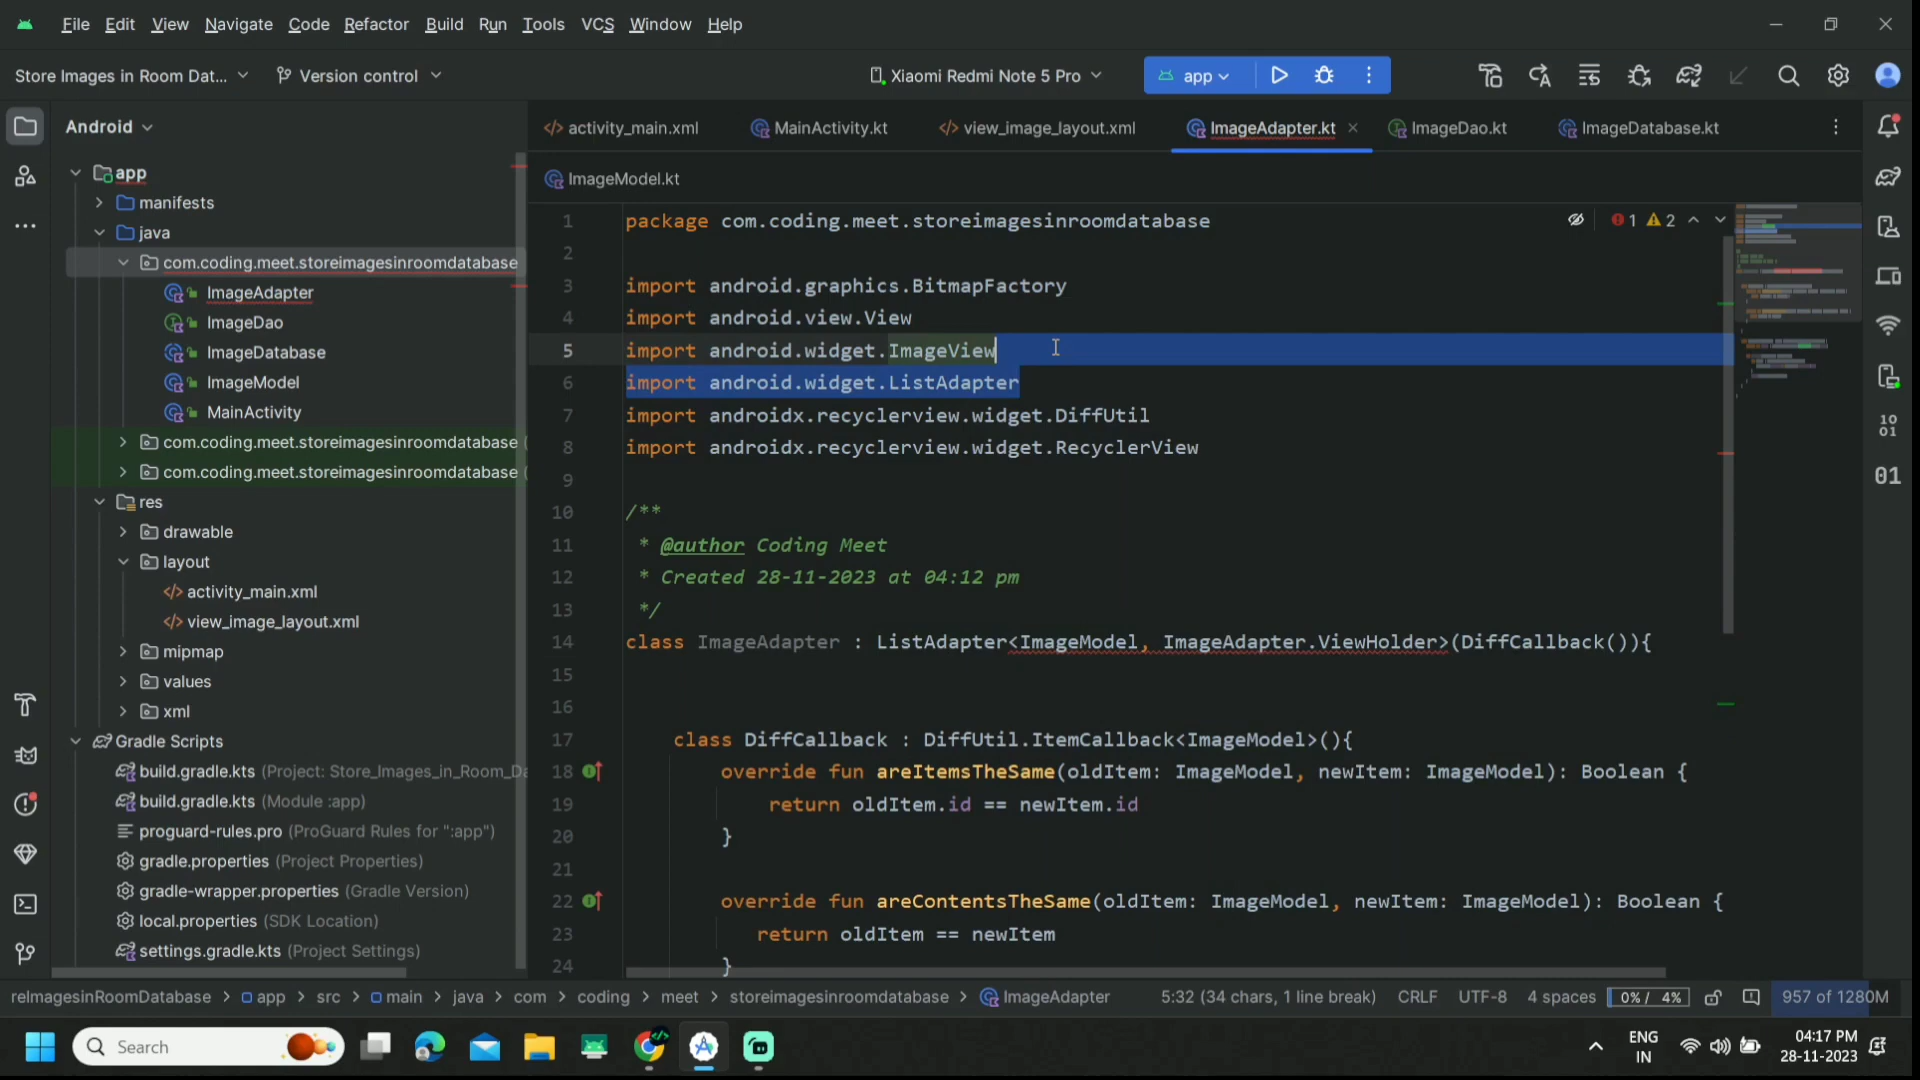 File Edit View Navigate Code Refactor Build Run Tools VCS Window Help
Store Images in Room Dat... Version control Xiaomi Redmi Note 5 Pro app
Android
activity_main.xml MainActivity.kt view_image_layout.xml ImageAdapter.kt ImageDao.kt ImageDatabase.kt
ImageModel.kt
app
manifests
java
com.coding.meet.storeimagesinroomdatabase
ImageAdapter
ImageDao
ImageDatabase
ImageModel
MainActivity
com.coding.meet.storeimagesinroomdatabase (
com.coding.meet.storeimagesinroomdatabase (
res
drawable
layout
activity_main.xml
view_image_layout.xml
mipmap
values
xml
Gradle Scripts
build.gradle.kts (Project: Store_Images_in_Room_Da
build.gradle.kts (Module :app)
proguard-rules.pro (ProGuard Rules for ":app")
gradle.properties (Project Properties)
gradle-wrapper.properties (Gradle Version)
local.properties (SDK Location)
settings.gradle.kts (Project Settings)
1 package com.coding.meet.storeimagesinroomdatabase
1 2
2
3 import android.graphics.BitmapFactory
4 import android.view.View
5 import android.widget.ImageView
6 import android.widget.ListAdapter
7 import androidx.recyclerview.widget.DiffUtil
8 import androidx.recyclerview.widget.RecyclerView
9
10 /**
11 * @author Coding Meet
12 * Created 28-11-2023 at 04:12 pm
13 */
14 class ImageAdapter : ListAdapter<ImageModel, ImageAdapter.ViewHolder>(DiffCallback()){
15
16
17 class DiffCallback : DiffUtil.ItemCallback<ImageModel>(){
18 override fun areItemsTheSame(oldItem: ImageModel, newItem: ImageModel): Boolean {
19 return oldItem.id == newItem.id
20 }
21
22 override fun areContentsTheSame(oldItem: ImageModel, newItem: ImageModel): Boolean {
23 return oldItem == newItem
24 }
10
01
01
reImagesinRoomDatabase > app > src > main > java > com > coding > meet > storeimagesinroomdatabase > ImageAdapter 5:32 (34 chars, 1 line break) CRLF UTF-8 4 spaces 0% / 4% 957 of 1280M
Search
ENG
IN
04:17 PM
28-11-2023